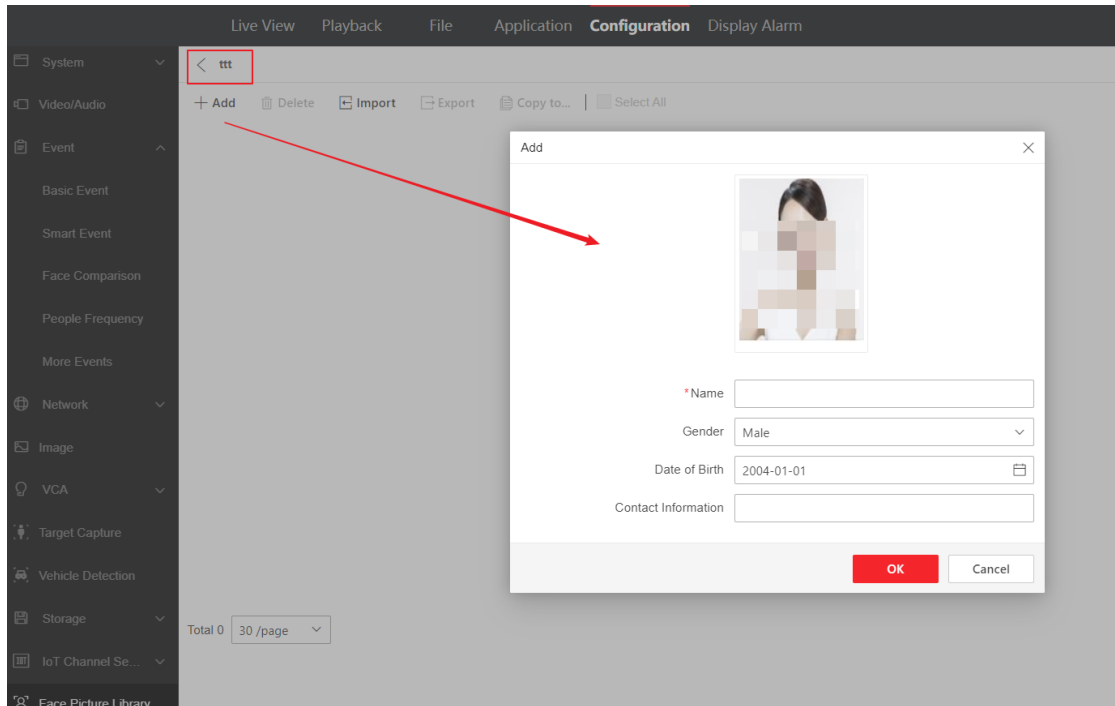 Live View Playback File Application Configuration Display Alarm
System
ttt
Video/Audio
Add Delete Import Export Copy to... Select All
Event
Add
Basic Event
Smart Event
Face Comparison
People Frequency
More Events
*Name
Network
Gender Male
Image
Date of Birth 2004-01-01
VCA
Contact Information
Target Capture
Vehicle Detection
OK Cancel
Storage
Total 0 30 /page
IoT Channel Se...
Face Picture Library